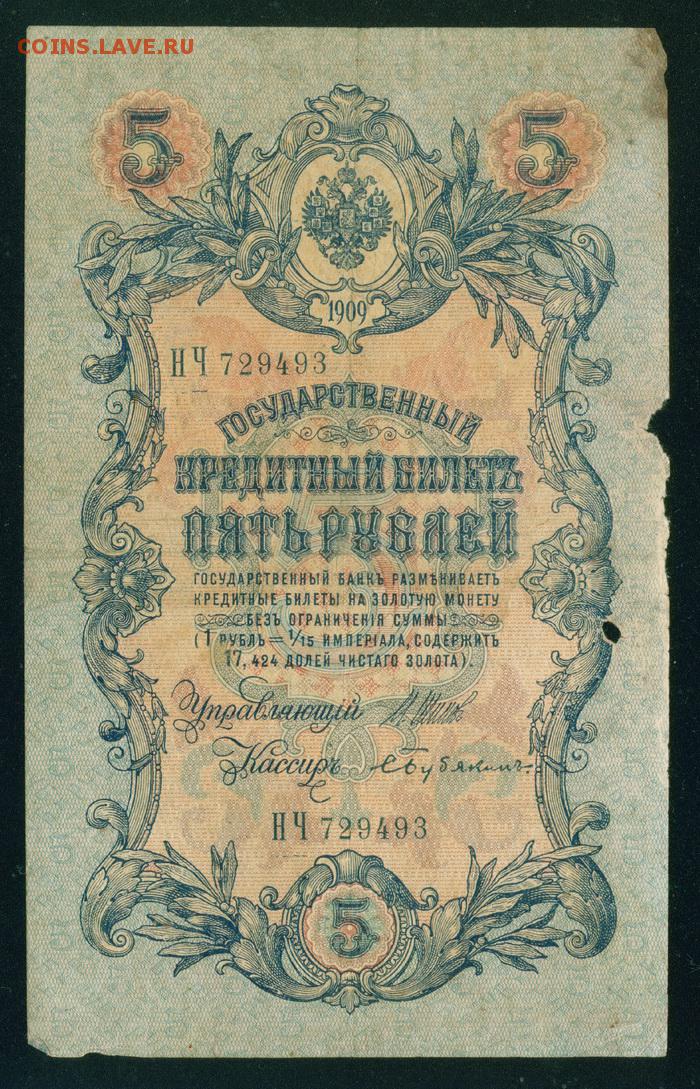 COINS.LAVE.RU
5 5
1909
НЧ 729493
ГОСУДАРСТВЕННЫЙ
КРЕДИТНЫЙ БИЛЕТЪ
ПЯТЬ РУБЛЕЙ
ГОСУДАРСТВЕННЫЙ БАНКЪ РАЗМѢНИВАЕТЪ
КРЕДИТНЫЕ БИЛЕТЫ НА ЗОЛОТУЮ МОНЕТУ
БЕЗЪ ОГРАНИЧЕНІЯ СУММЫ
(1 РУБЛЬ = 1/15 ИМПЕРІАЛА, СОДЕРЖИТЪ
17,424 ДОЛЕЙ ЧИСТАГО ЗОЛОТА).
Управляющій
Кассиръ
НЧ 729493
5